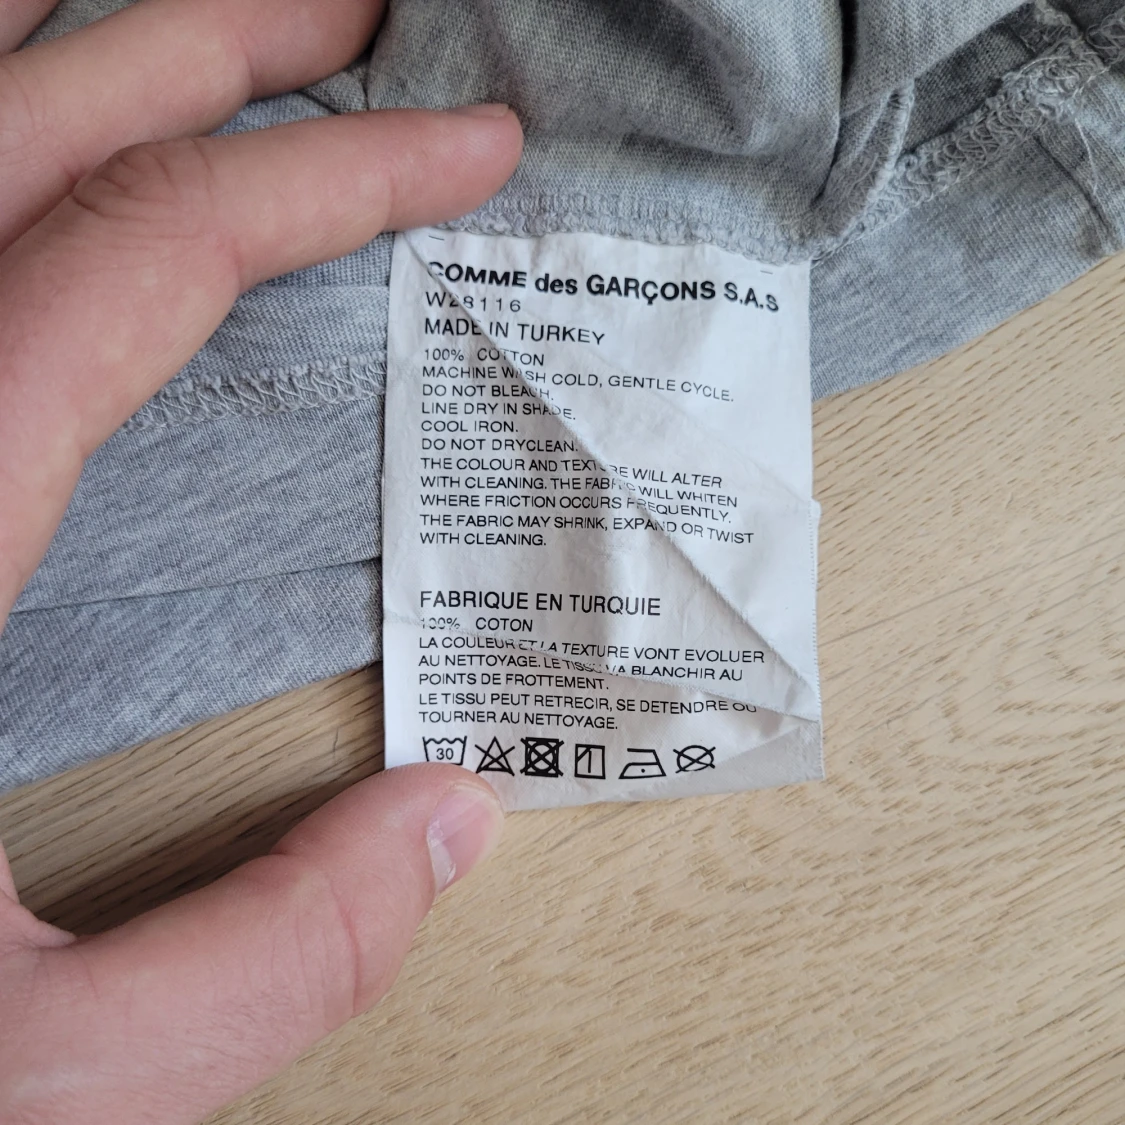 COMME des GARÇONS S.A.S
W28116
MADE IN TURKEY
100% COTTON
MACHINE WASH COLD, GENTLE CYCLE.
DO NOT BLEACH.
LINE DRY IN SHADE.
COOL IRON.
DO NOT DRYCLEAN.
THE COLOUR AND TEXTURE WILL ALTER
WITH CLEANING. THE FABRIC WILL WHITEN
WHERE FRICTION OCCURS FREQUENTLY.
THE FABRIC MAY SHRINK, EXPAND OR TWIST
WITH CLEANING.
FABRIQUE EN TURQUIE
100% COTON
LA COULEUR ET LA TEXTURE VONT EVOLUER
AU NETTOYAGE. LE TISSU VA BLANCHIR AU
POINTS DE FROTTEMENT.
LE TISSU PEUT RETRECIR, SE DETENDRE OU
TOURNER AU NETTOYAGE.
30